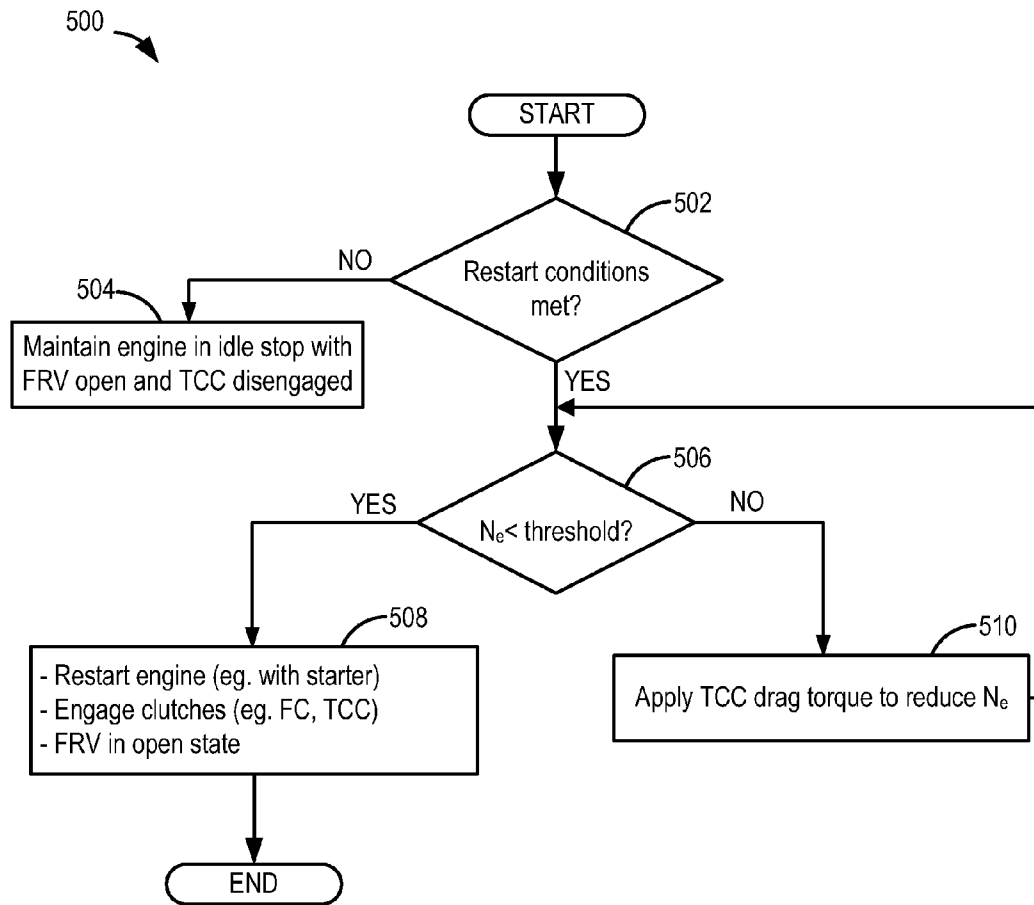 500
START
502
Restart conditions
met?
NO
504
Maintain engine in idle stop with
FRV open and TCC disengaged
YES
506
Nₑ< threshold?
YES
NO
508
- Restart engine (eg. with starter)
- Engage clutches (eg. FC, TCC)
- FRV in open state
510
Apply TCC drag torque to reduce Nₑ
END